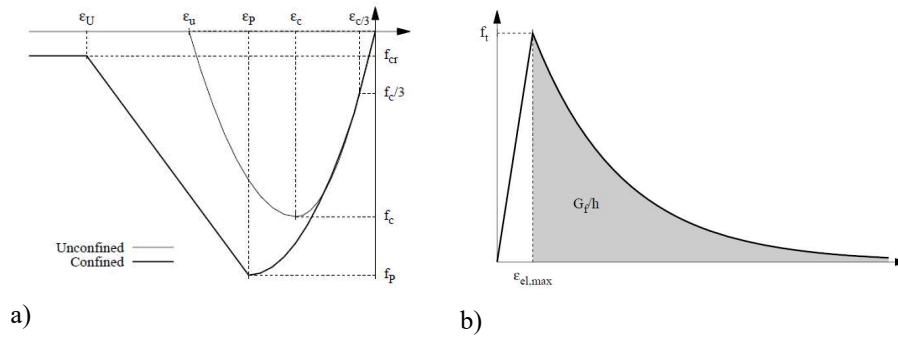 ε_U ε_u ε_P ε_c ε_c/3
f_cr
f_c/3
f_c
f_P
Unconfined
Confined
a)
f_t
G_f/h
ε_el,max
b)